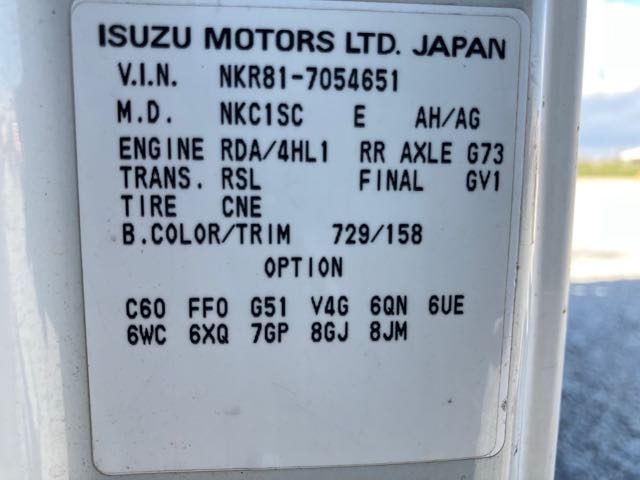 ISUZU MOTORS LTD. JAPAN
V.I.N. NKR81-7054651
M.D. NKC1SC E AH/AG
ENGINE RDA/4HL1 RR AXLE G73
TRANS. RSL FINAL GV1
TIRE CNE
B.COLOR/TRIM 729/158
OPTION
C60 FF0 G51 V4G 6QN 6UE
6WC 6XQ 7GP 8GJ 8JM